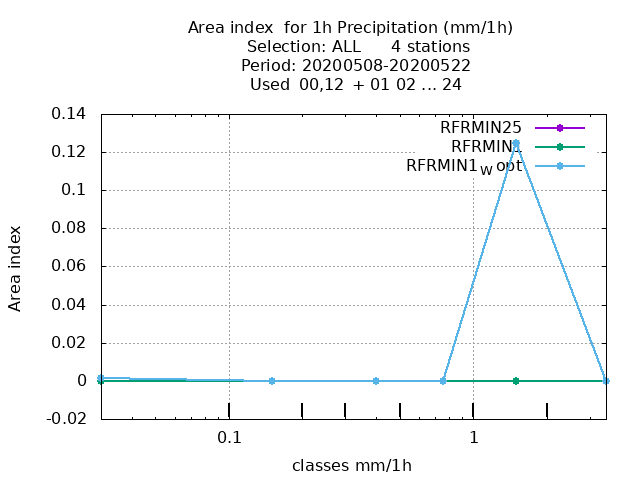 Area index  for 1h Precipitation (mm/1h)
Selection: ALL      4 stations
Period: 20200508-20200522
Used  00,12  + 01 02 ... 24
0.14
0.12
0.1
0.08
0.06
0.04
0.02
0
-0.02
Area index
RFRMIN25
RFRMIN1
RFRMIN1Wopt
0.1
1
classes mm/1h